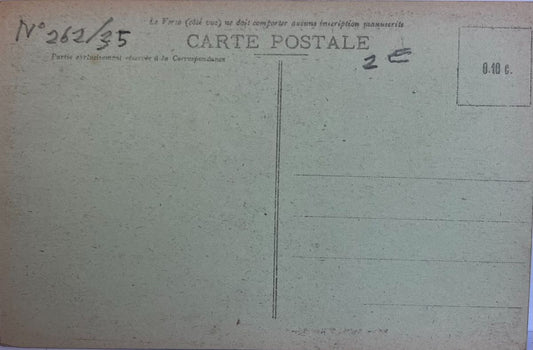 Le Verso (côté vue) ne doit comporter aucune inscription manuscrite
N° 262/35
CARTE POSTALE
2 €
Partie exclusivement réservée à la Correspondance
0.10 c.